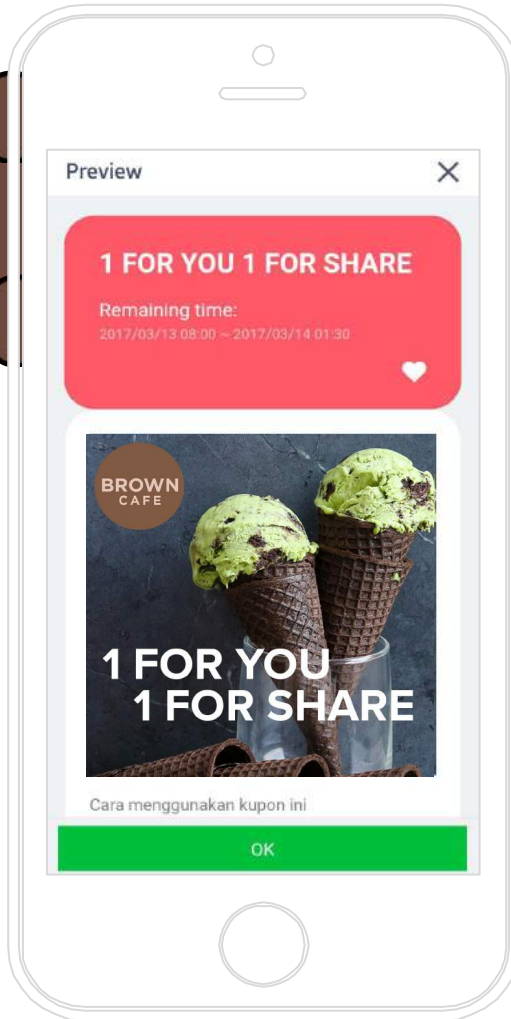 Preview
1 FOR YOU 1 FOR SHARE
Remaining time:
2017/03/13 08:00 ~ 2017/03/14 01:30
BROWN
CAFE
1 FOR YOU
1 FOR SHARE
Cara menggunakan kupon ini
OK